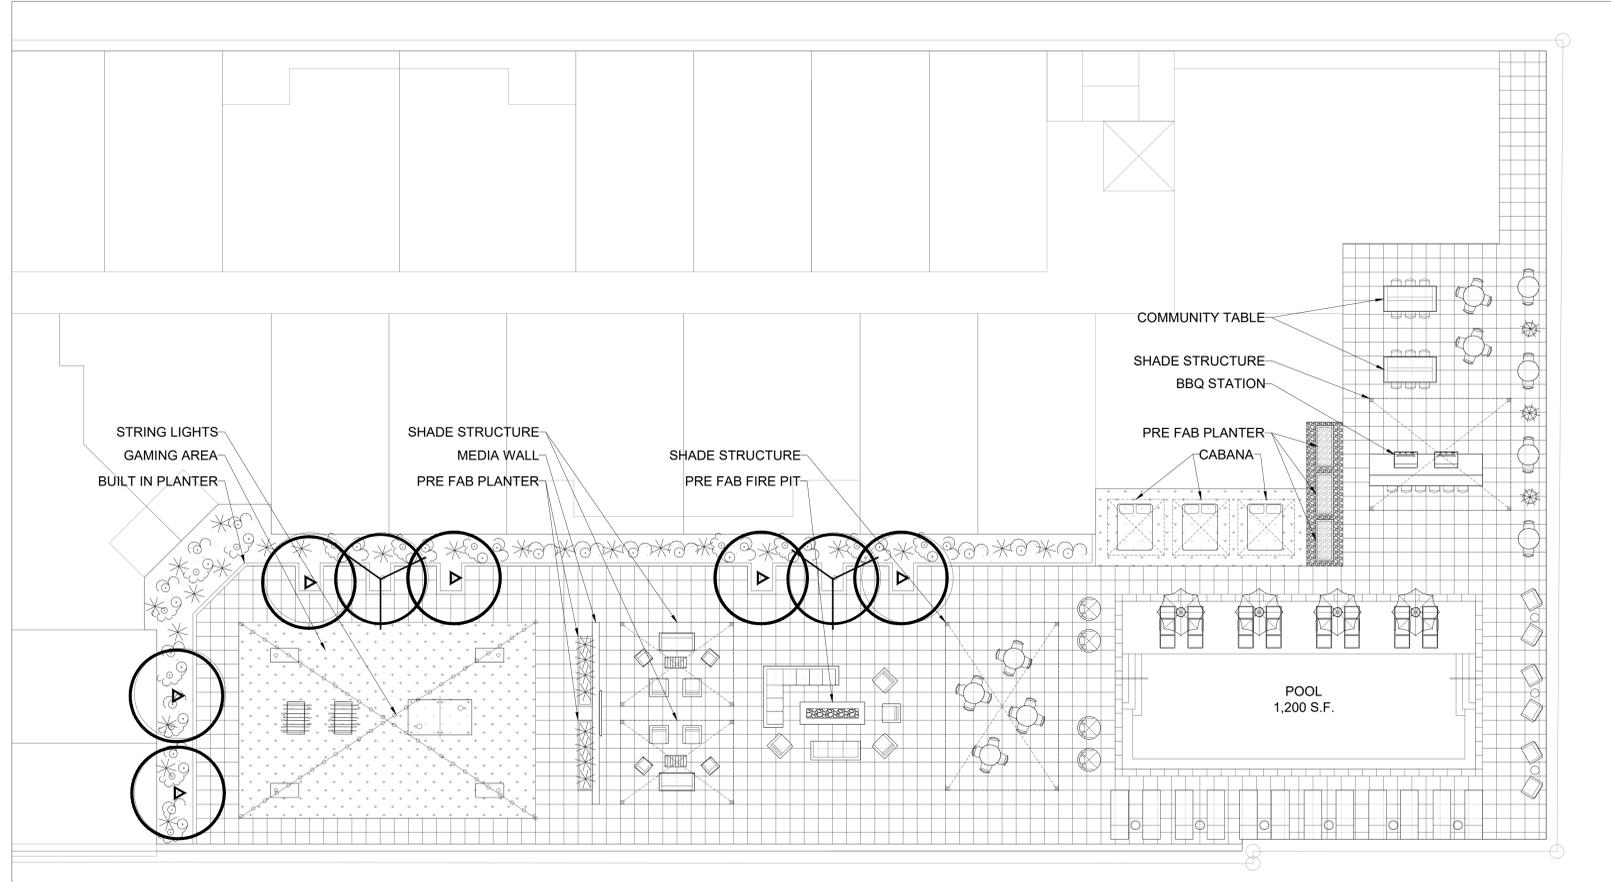 COMMUNITY TABLE
SHADE STRUCTURE
BBQ STATION
PRE FAB PLANTER
CABANA
STRING LIGHTS
GAMING AREA
BUILT IN PLANTER
SHADE STRUCTURE
MEDIA WALL
PRE FAB PLANTER
SHADE STRUCTURE
PRE FAB FIRE PIT
POOL
1,200 S.F.